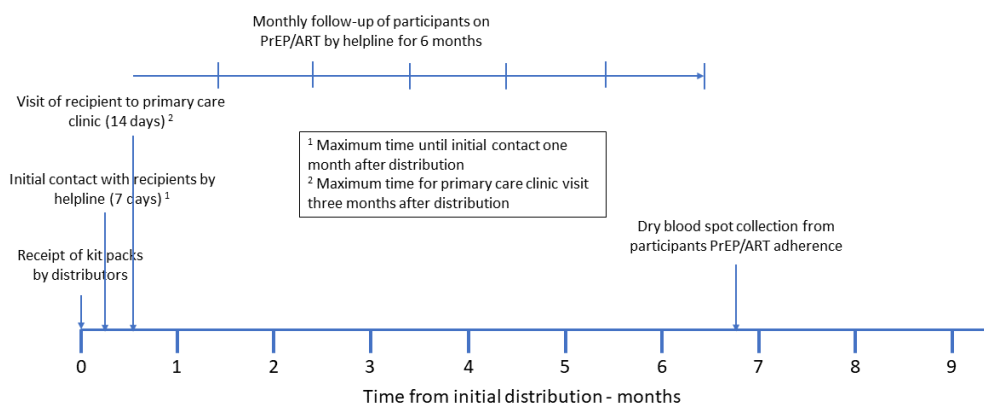 Monthly follow-up of participants on
PrEP/ART by helpline for 6 months
Visit of recipient to primary care
clinic (14 days) ²
¹ Maximum time until initial contact one
month after distribution
² Maximum time for primary care clinic visit
three months after distribution
Initial contact with recipients by
helpline (7 days) ¹
Dry blood spot collection from
participants PrEP/ART adherence
Receipt of kit packs
by distributors
0 1 2 3 4 5 6 7 8 9
Time from initial distribution - months